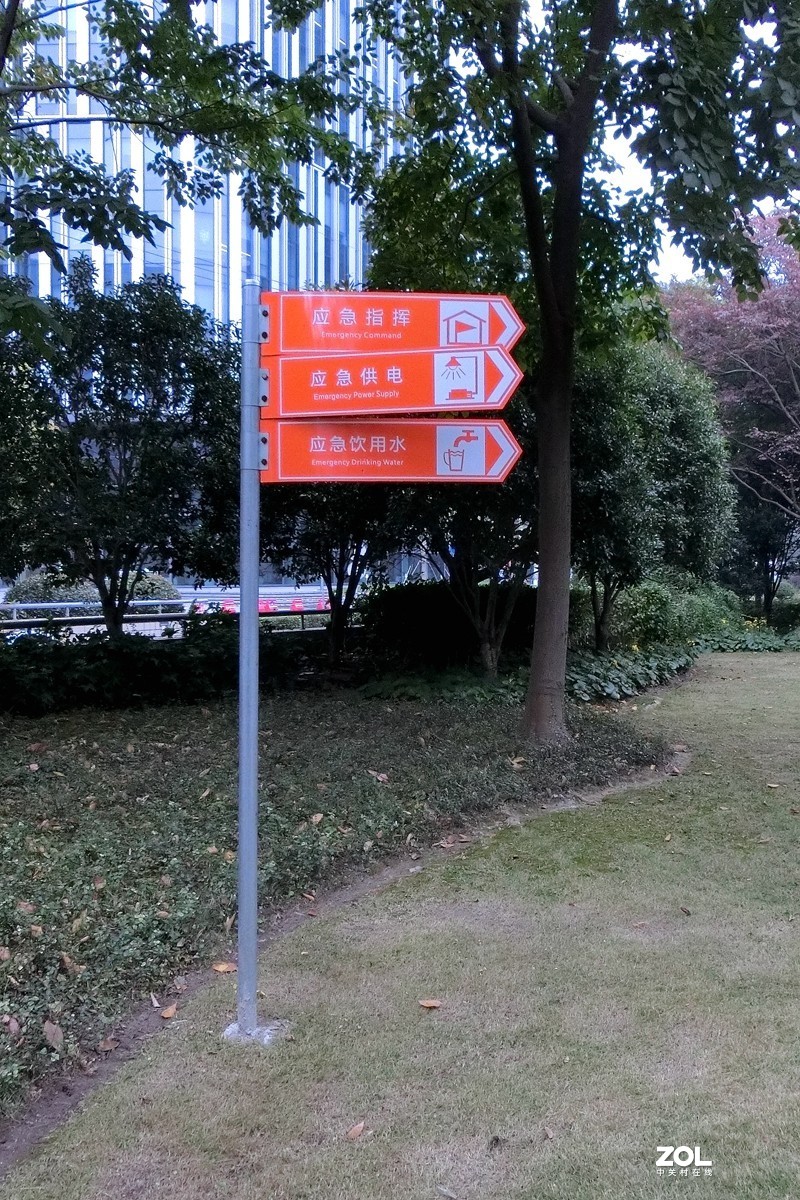 应急指挥
Emergency Command
应急供电
Emergency Power Supply
应急饮用水
Emergency Drinking Water
ZOL
中关村在线